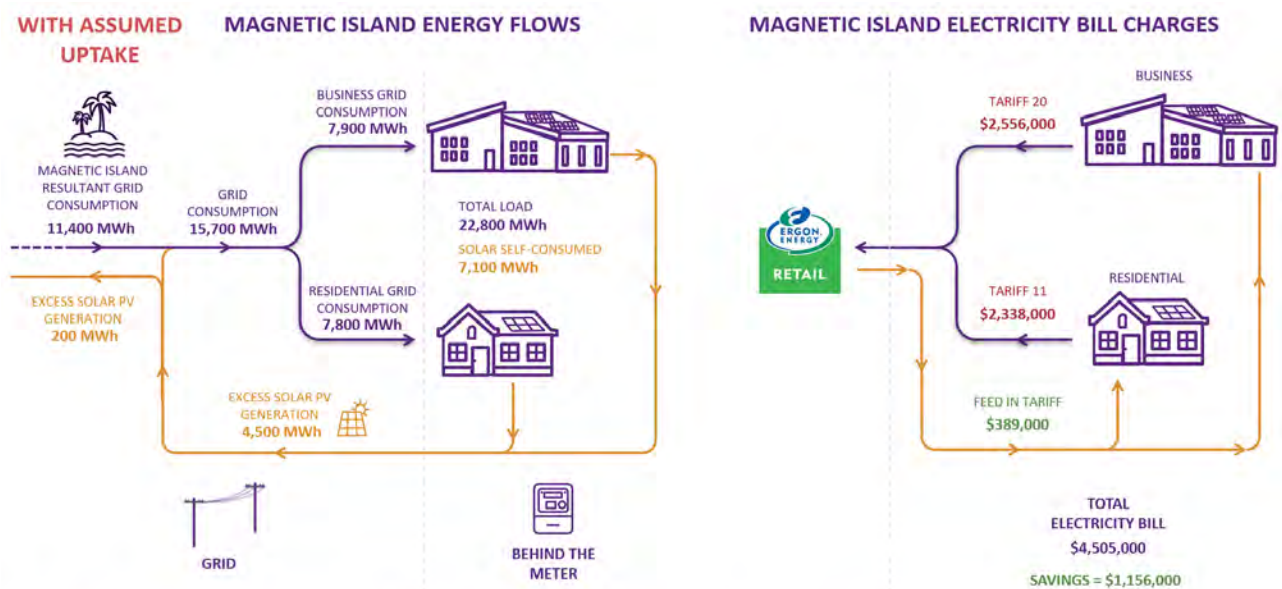 WITH ASSUMED
UPTAKE
MAGNETIC ISLAND ENERGY FLOWS
MAGNETIC ISLAND
RESULTANT GRID
CONSUMPTION
11,400 MWh
GRID
CONSUMPTION
15,700 MWh
BUSINESS GRID
CONSUMPTION
7,900 MWh
TOTAL LOAD
22,800 MWh
SOLAR SELF-CONSUMED
7,100 MWh
RESIDENTIAL GRID
CONSUMPTION
7,800 MWh
EXCESS SOLAR PV
GENERATION
200 MWh
EXCESS SOLAR PV
GENERATION
4,500 MWh
GRID
BEHIND THE
METER
MAGNETIC ISLAND ELECTRICITY BILL CHARGES
BUSINESS
TARIFF 20
$2,556,000
ERGON.
ENERGY
RETAIL
RESIDENTIAL
TARIFF 11
$2,338,000
FEED IN TARIFF
$389,000
TOTAL
ELECTRICITY BILL
$4,505,000
SAVINGS = $1,156,000